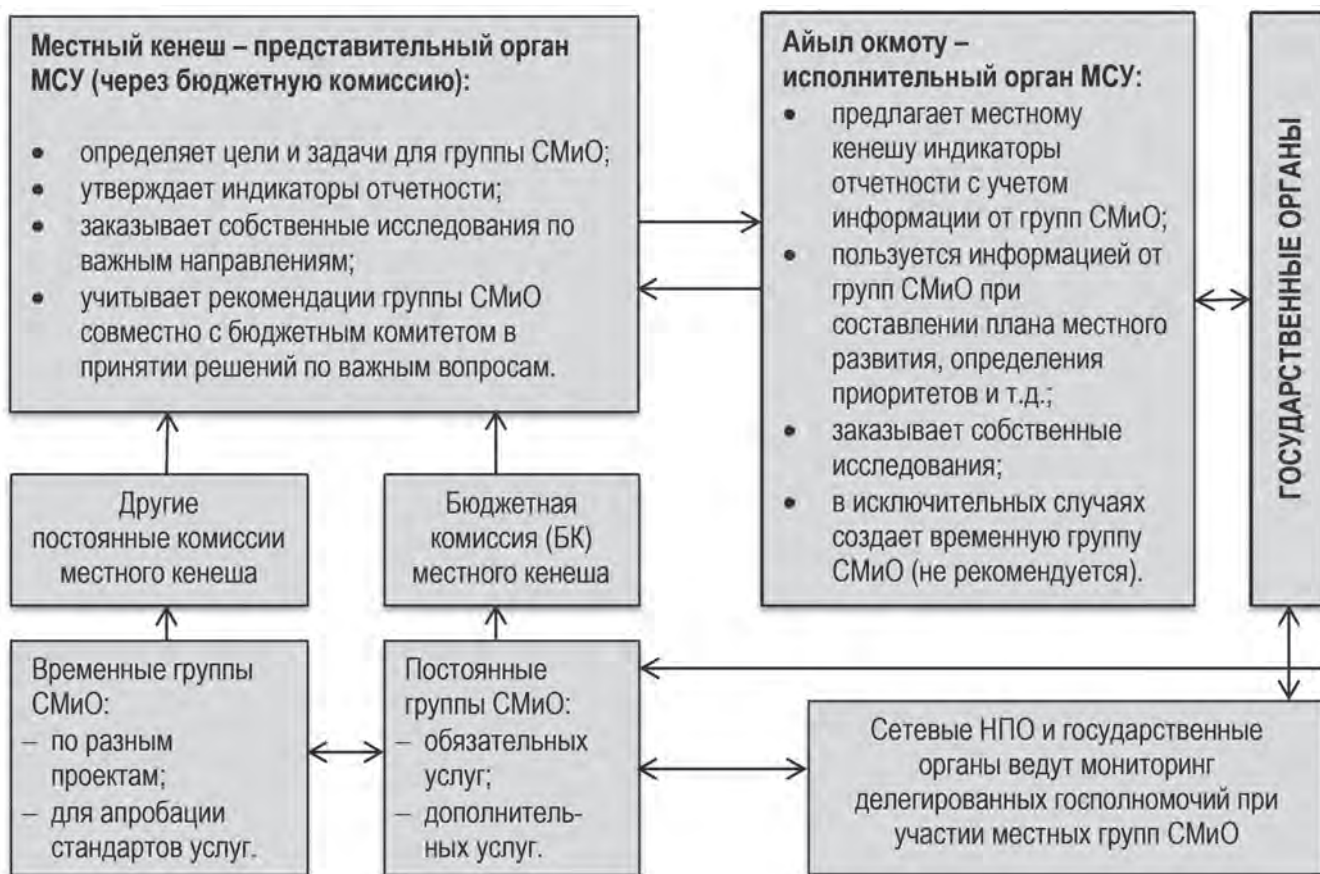 Местный кенеш – представительный орган
МСУ (через бюджетную комиссию):
• определяет цели и задачи для группы СМиО;
• утверждает индикаторы отчетности;
• заказывает собственные исследования по
важным направлениям;
• учитывает рекомендации группы СМиО
совместно с бюджетным комитетом в
принятии решений по важным вопросам.
Айыл окмоту –
исполнительный орган МСУ:
• предлагает местному
кенешу индикаторы
отчетности с учетом
информации от групп СМиО;
• пользуется информацией от
групп СМиО при
составлении плана местного
развития, определения
приоритетов и т.д.;
• заказывает собственные
исследования;
• в исключительных случаях
создает временную группу
СМиО (не рекомендуется).
ГОСУДАРСТВЕННЫЕ ОРГАНЫ
Другие
постоянные комиссии
местного кенеша
Бюджетная
комиссия (БК)
местного кенеша
Временные группы
СМиО:
– по разным
проектам;
– для апробации
стандартов услуг.
Постоянные
группы СМиО:
– обязательных
услуг;
– дополнитель-
ных услуг.
Сетевые НПО и государственные
органы ведут мониторинг
делегированных госполномочий при
участии местных групп СМиО